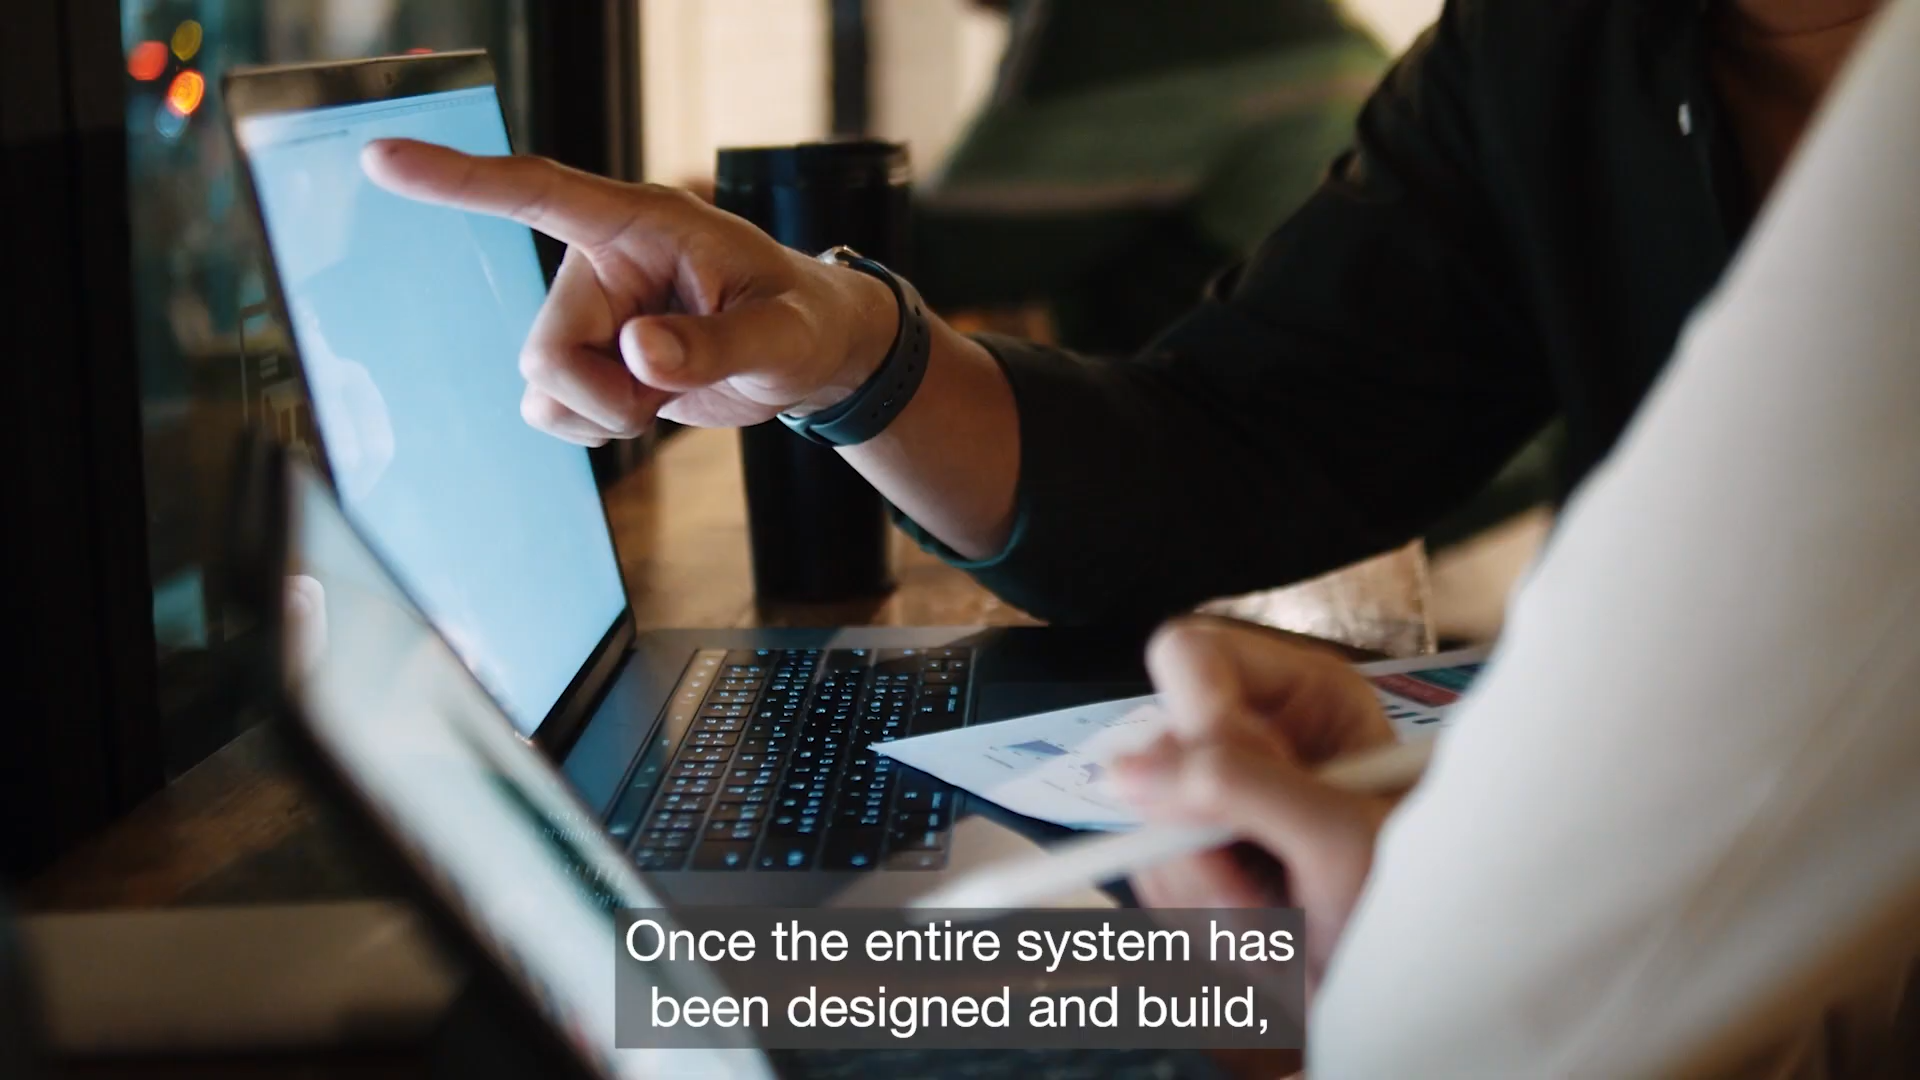 Once the entire system has
been designed and build,